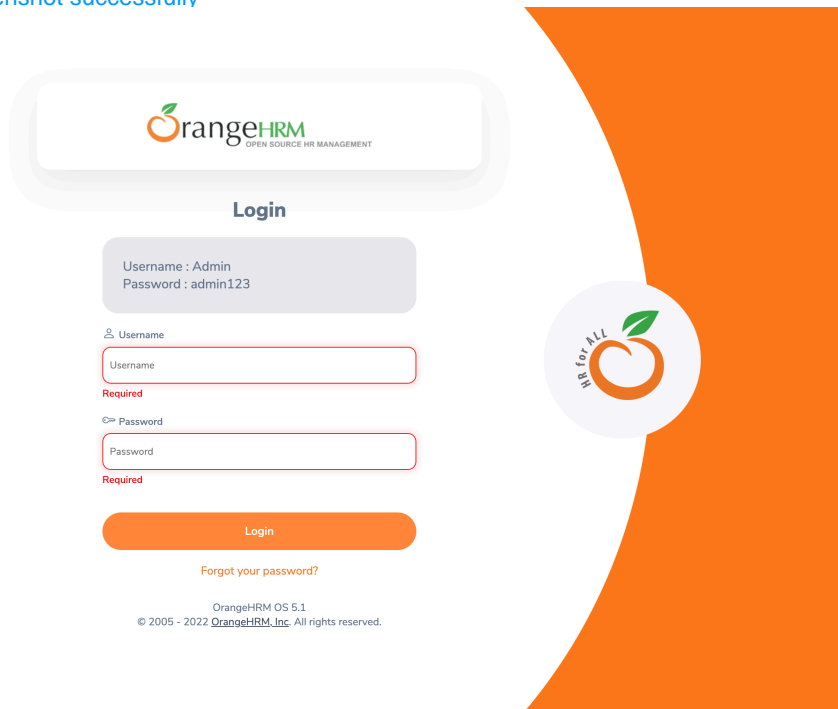 successfully
OrangeHRM
OPEN SOURCE HR MANAGEMENT
Login
Username : Admin
Password : admin123
Username
Username
Required
Password
Password
Required
Login
Forgot your password?
OrangeHRM OS 5.1
© 2005 - 2022 OrangeHRM, Inc. All rights reserved.
HR for ALL